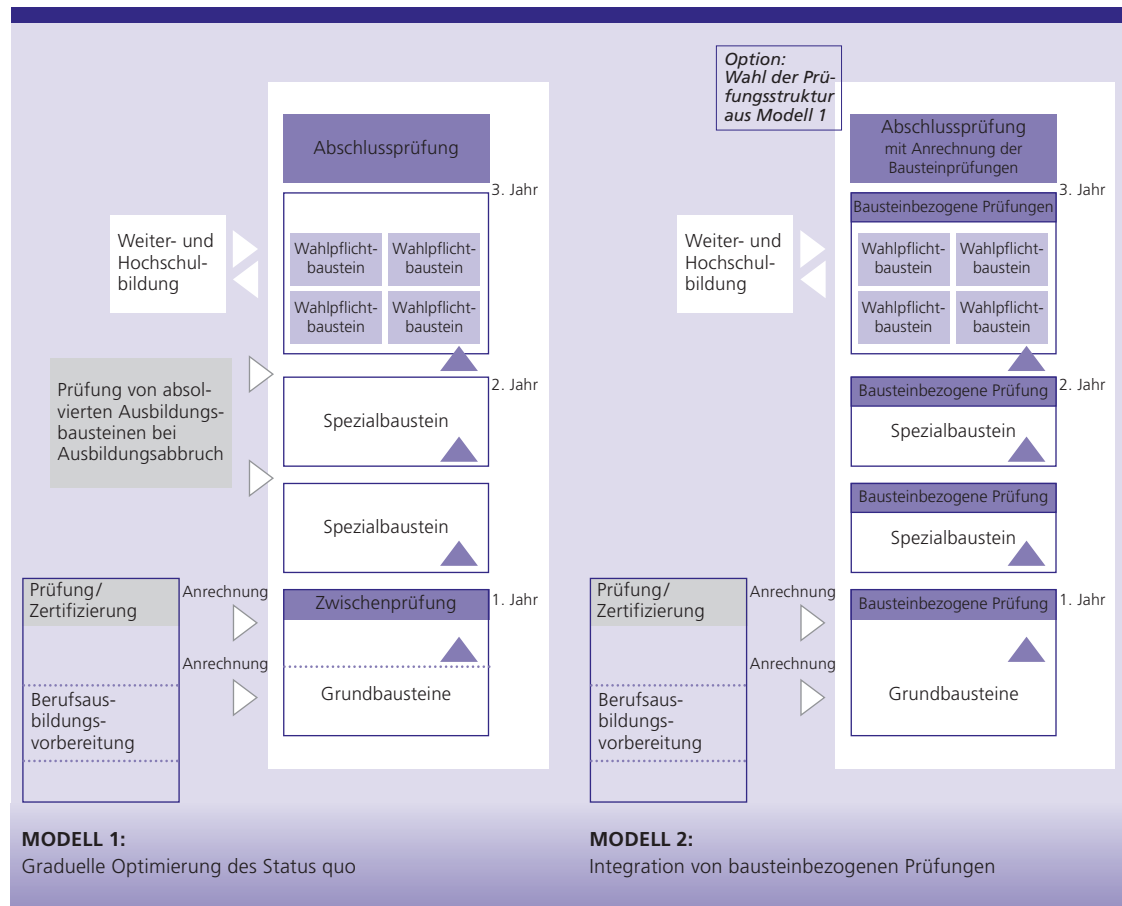 Abschlussprüfung
3. Jahr
Weiter- und
Hochschul-
bildung
Wahlpflicht-
baustein
Wahlpflicht-
baustein
Wahlpflicht-
baustein
Wahlpflicht-
baustein
Prüfung von absol-
vierten Ausbildungs-
bausteinen bei
Ausbildungsabbruch
2. Jahr
Spezialbaustein
Spezialbaustein
Prüfung/
Zertifizierung
Anrechnung
Zwischenprüfung
1. Jahr
Anrechnung
Berufsaus-
bildungs-
vorbereitung
Grundbausteine
MODELL 1:
Graduelle Optimierung des Status quo
Option:
Wahl der Prü-
fungsstruktur
aus Modell 1
Abschlussprüfung
mit Anrechnung der
Bausteinprüfungen
3. Jahr
Bausteinbezogene Prüfungen
Weiter- und
Hochschul-
bildung
Wahlpflicht-
baustein
Wahlpflicht-
baustein
Wahlpflicht-
baustein
Wahlpflicht-
baustein
Bausteinbezogene Prüfung
2. Jahr
Spezialbaustein
Bausteinbezogene Prüfung
Spezialbaustein
Prüfung/
Zertifizierung
Anrechnung
Bausteinbezogene Prüfung
1. Jahr
Anrechnung
Berufsaus-
bildungs-
vorbereitung
Grundbausteine
MODELL 2:
Integration von bausteinbezogenen Prüfungen